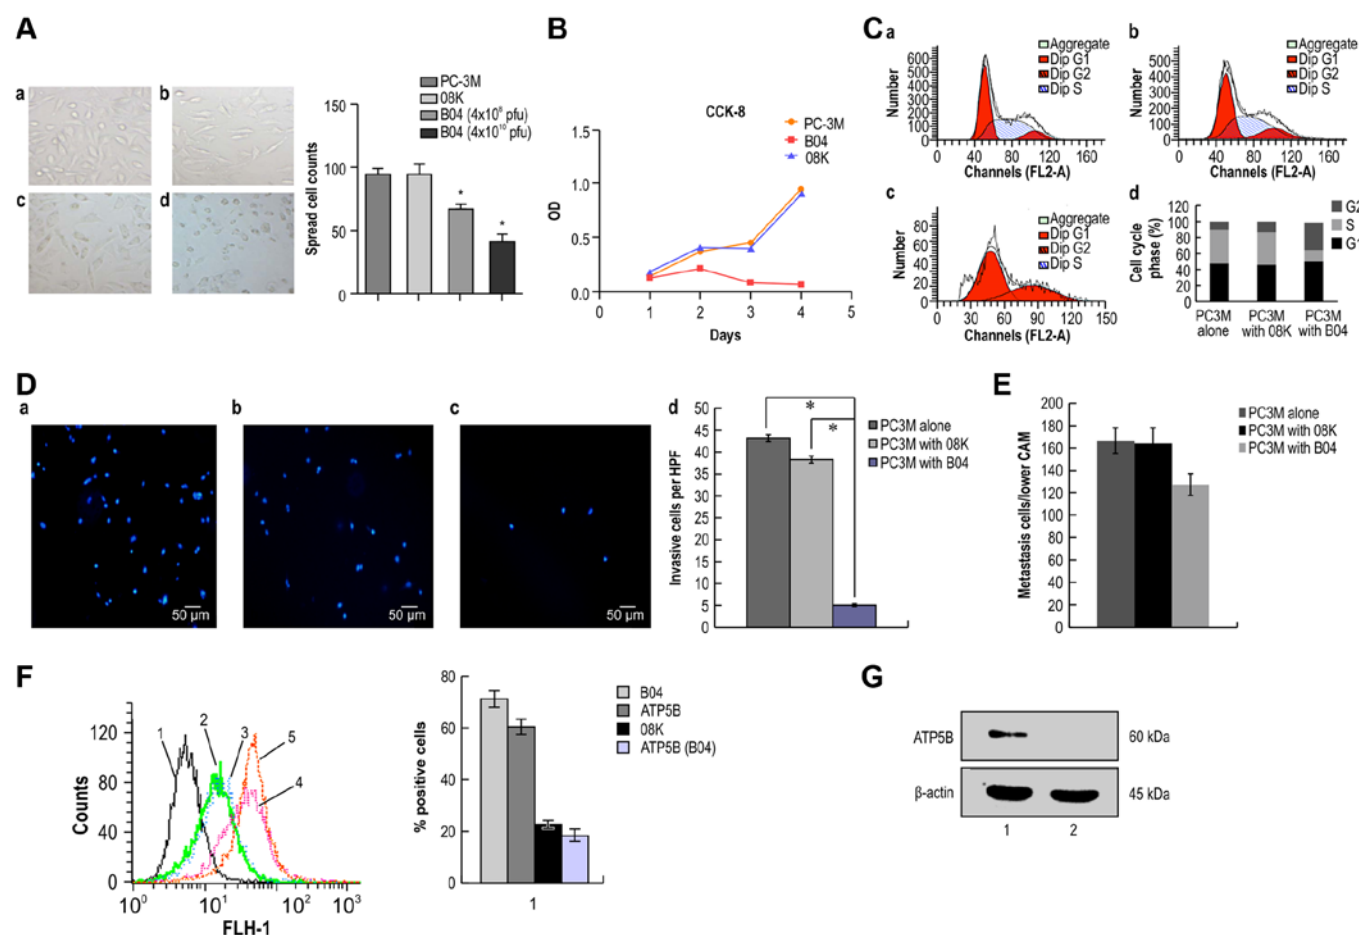 A
a
b
c
d
Spread cell counts
150
100
50
0
PC-3M
08K
B04 (4x10⁸ pfu)
B04 (4x10¹⁰ pfu)
*
*
B
CCK-8
OD
1.5
1.0
0.5
0.0
0 1 2 3 4 5
Days
PC-3M
B04
08K
C
a
Number
600
500
400
300
200
100
0
0 40 80 120 160
Channels (FL2-A)
Aggregate
Dip G1
Dip G2
Dip S
b
Number
500
400
300
200
100
0
0 40 80 120 160
Channels (FL2-A)
Aggregate
Dip G1
Dip G2
Dip S
c
Number
80
60
40
20
0
0 30 60 90 120 150
Channels (FL2-A)
Aggregate
Dip G1
Dip G2
Dip S
d
Cell cycle
phase (%)
120
100
80
60
40
20
0
G2
S
G1
PC3M
alone
PC3M
with 08K
PC3M
with B04
D
a
50 µm
b
50 µm
c
50 µm
d
Invasive cells per HPF
50
45
40
35
30
25
20
15
10
5
0
*
*
PC3M alone
PC3M with 08K
PC3M with B04
E
Metastasis cells/lower CAM
200
180
160
140
120
100
80
60
40
20
0
PC3M alone
PC3M with 08K
PC3M with B04
F
Counts
120
80
40
0
1
2
3
5
4
10⁰ 10¹ 10² 10³
FLH-1
% positive cells
80
60
40
20
0
1
B04
ATP5B
08K
ATP5B (B04)
G
ATP5B
60 kDa
β-actin
45 kDa
1 2